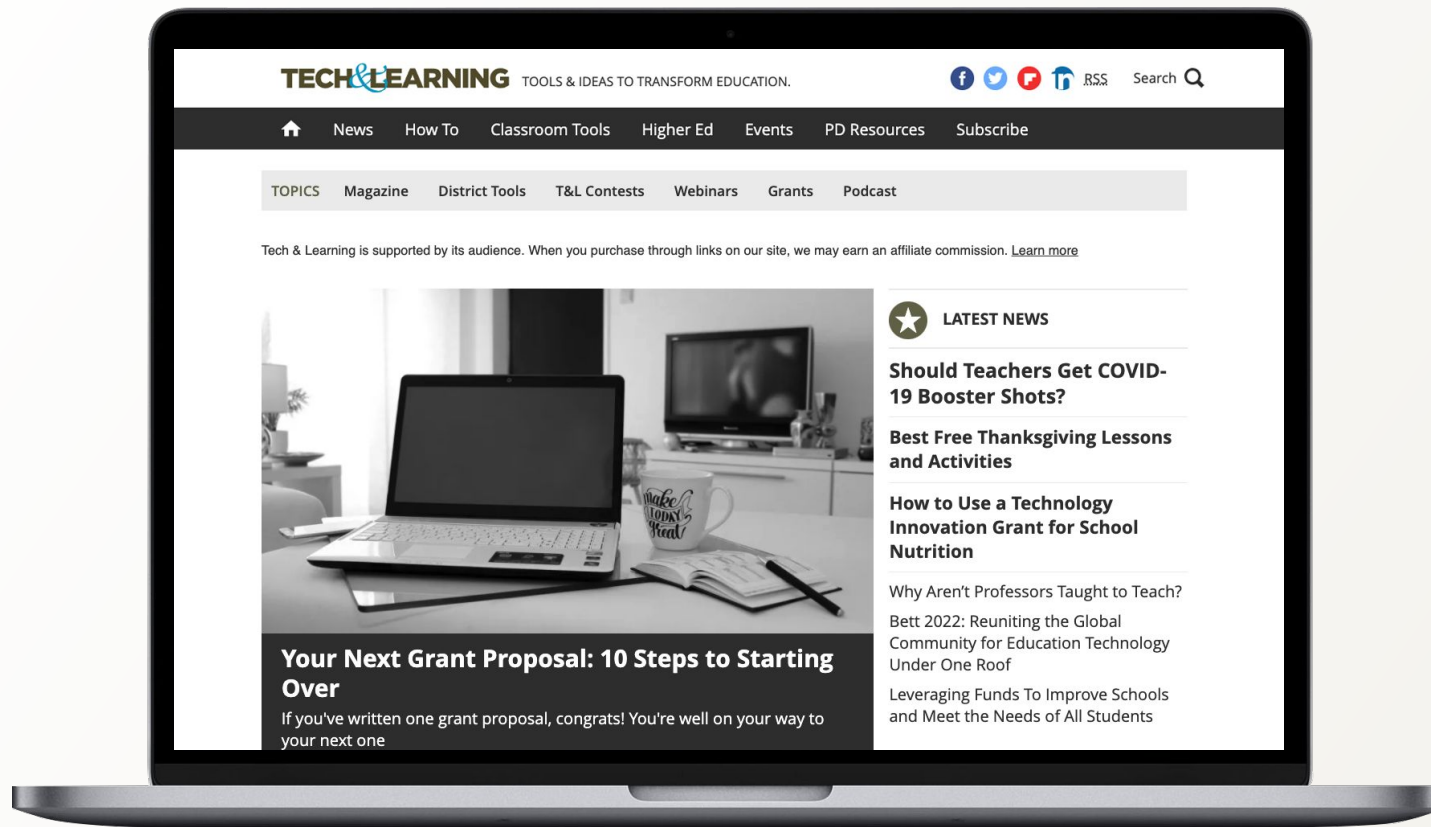 TECH&LEARNING TOOLS & IDEAS TO TRANSFORM EDUCATION.
RSS Search
News How To Classroom Tools Higher Ed Events PD Resources Subscribe
TOPICS Magazine District Tools T&L Contests Webinars Grants Podcast
Tech & Learning is supported by its audience. When you purchase through links on our site, we may earn an affiliate commission. Learn more
make
TODAY
great
Your Next Grant Proposal: 10 Steps to Starting
Over
If you've written one grant proposal, congrats! You're well on your way to
your next one
LATEST NEWS
Should Teachers Get COVID-
19 Booster Shots?
Best Free Thanksgiving Lessons
and Activities
How to Use a Technology
Innovation Grant for School
Nutrition
Why Aren’t Professors Taught to Teach?
Bett 2022: Reuniting the Global
Community for Education Technology
Under One Roof
Leveraging Funds To Improve Schools
and Meet the Needs of All Students